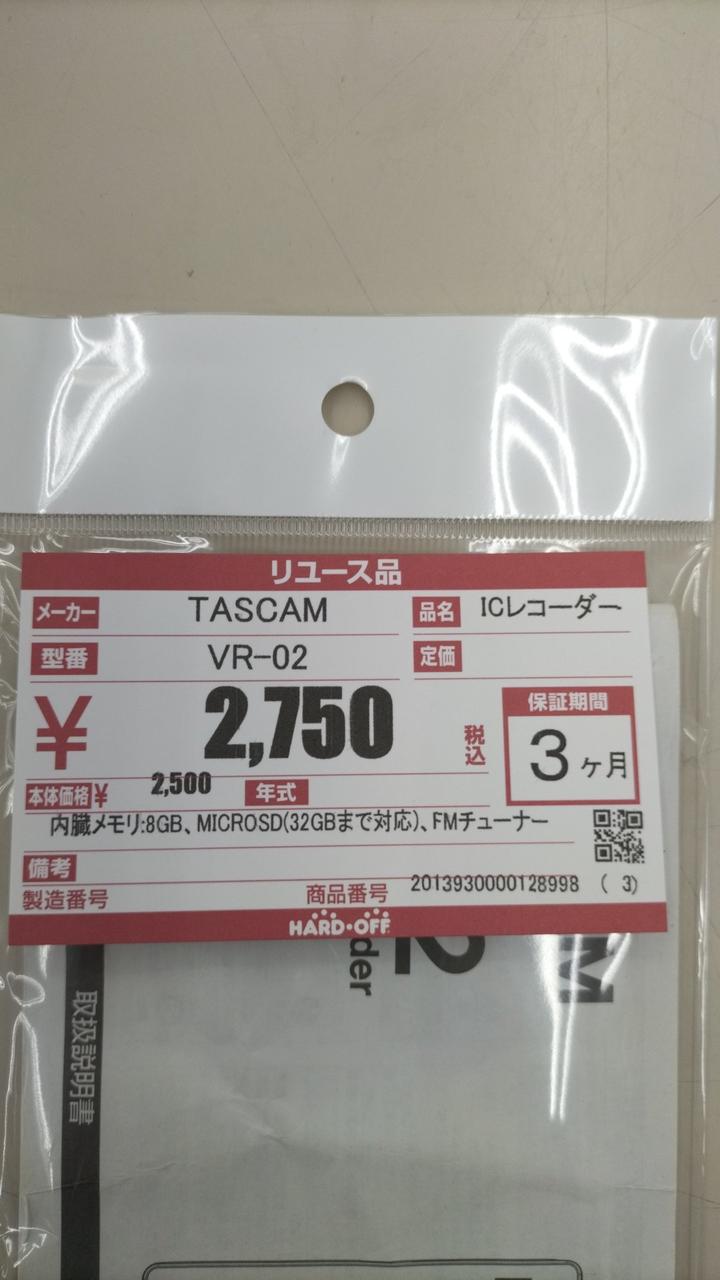 リユース品
メーカー TASCAM 品名 ICレコーダー
型番 VR-02 定価
¥ 2,750 税込 保証期間 3ヶ月
本体価格¥ 2,500 年式
内臓メモリ:8GB、MICROSD(32GBまで対応)、FMチューナー
備考
製造番号 商品番号 2013930000128998 ( 3)
HARD・OFF
M
2
der
取扱説明書